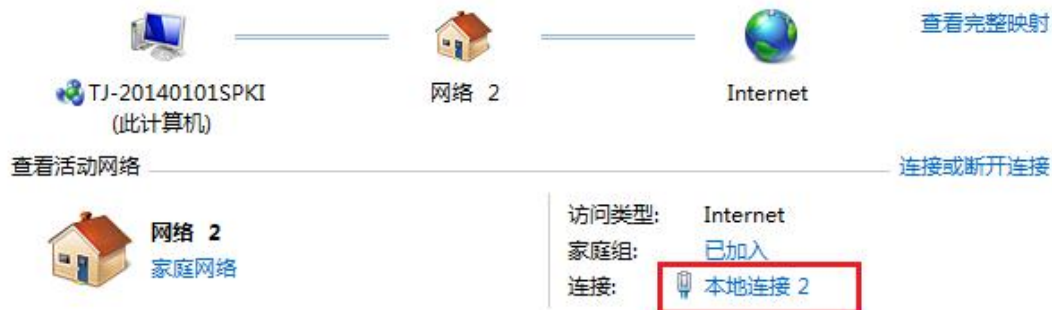 查看完整映射
TJ-20140101SPKI
(此计算机)
网络 2
Internet
查看活动网络
连接或断开连接
网络 2
家庭网络
访问类型: Internet
家庭组: 已加入
连接: 本地连接 2